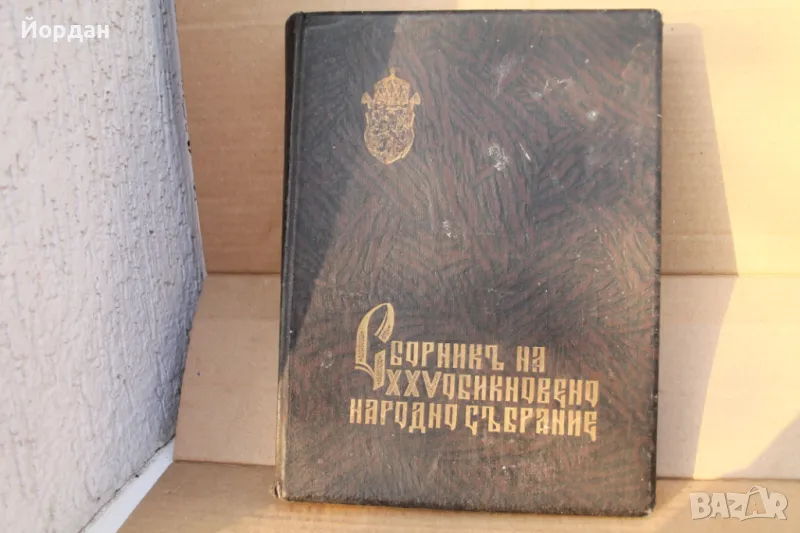 Йордан
Сборникъ на
XXV обикновено
народно събрание
BAZAR